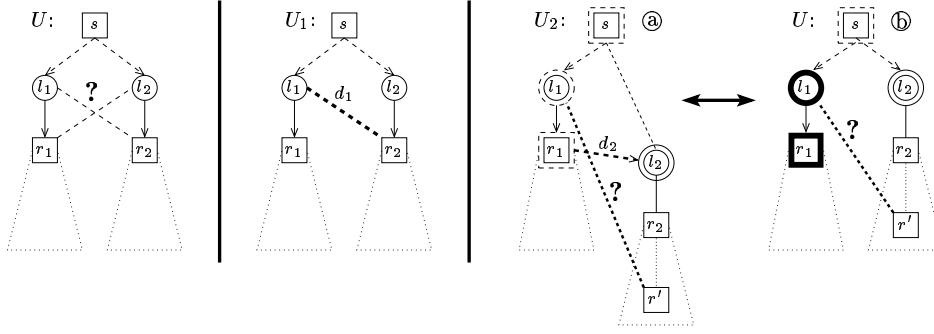 U: s U₁: s U₂: s ⓐ U: s ⓑ
l₁ ? l₂ l₁ d₁ l₂ l₁ l₁ l₂
r₁ r₂ r₁ r₂ r₁ d₂ l₂ r₁ ? r₂
?
r₂ r′
r′